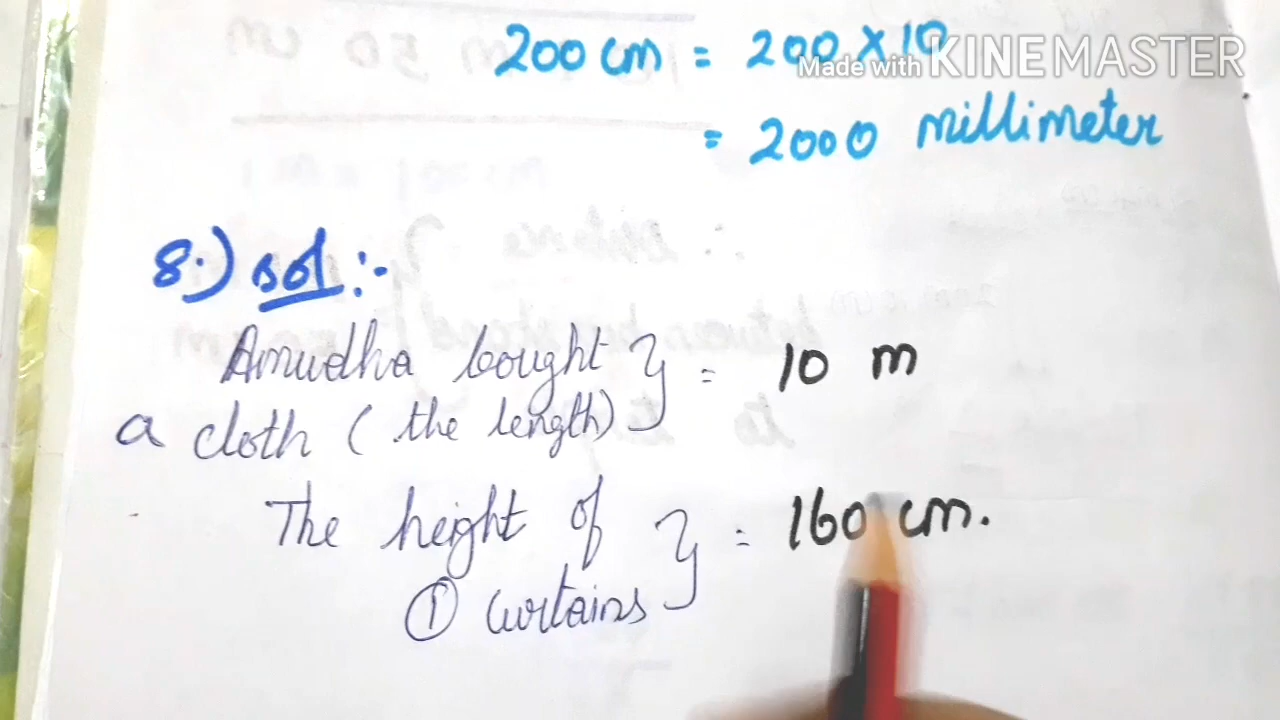 200 cm = 200 × 10
Made with KINEMASTER
= 2000 millimeter
8.) sol :-
Amudha bought } = 10 m
a cloth ( the length)
The height of } = 160 cm.
① curtains